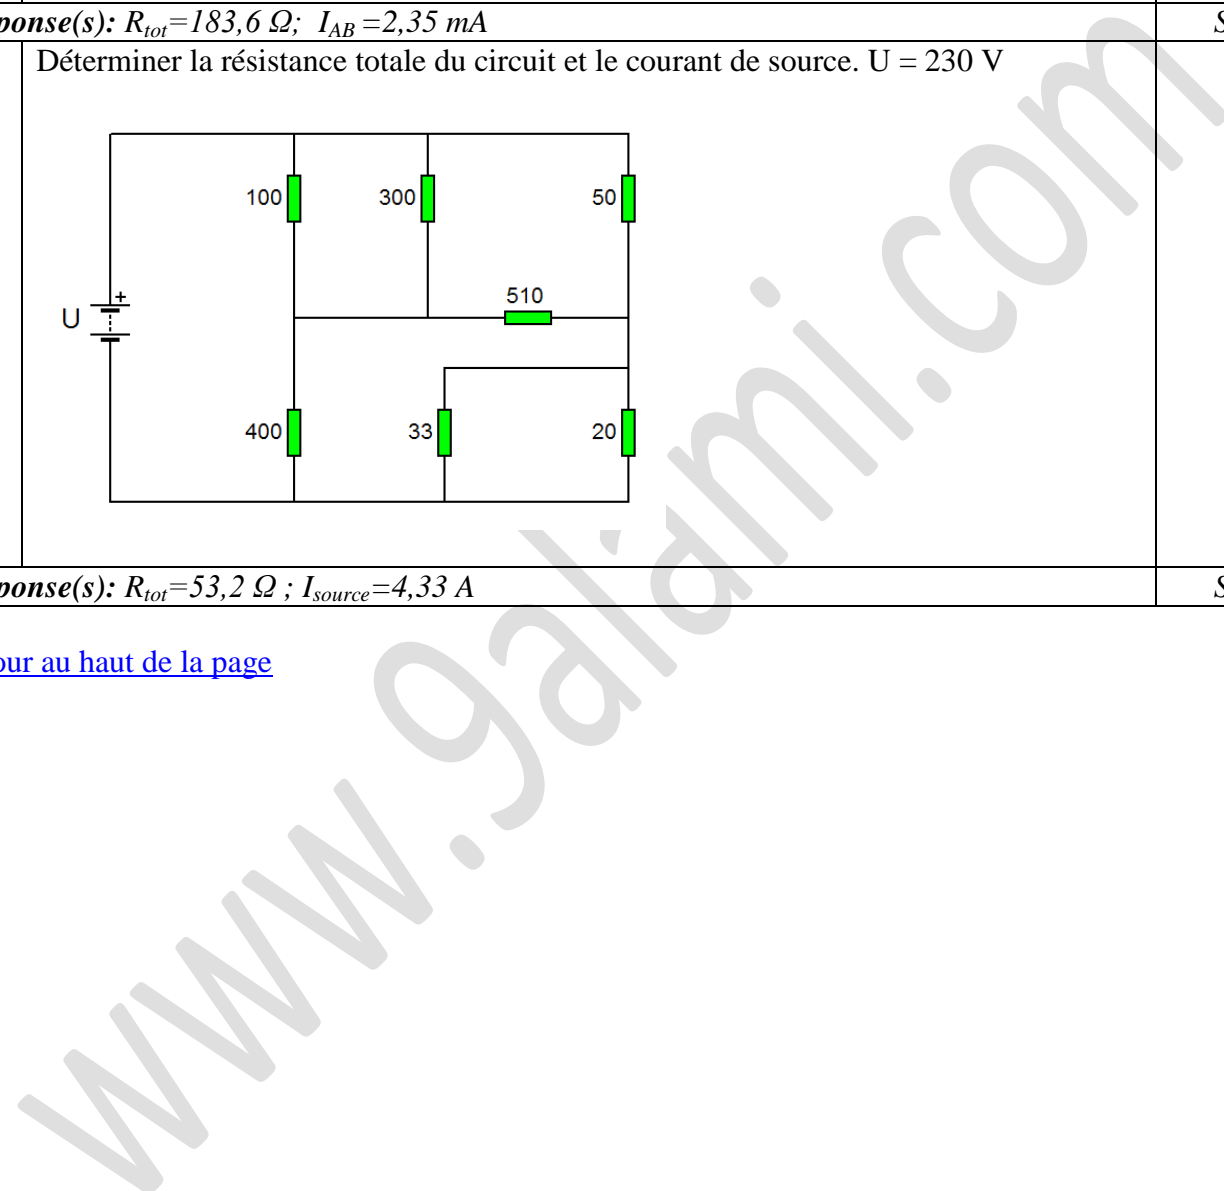 ponse(s): Rtot=183,6 Ω; IAB =2,35 mA S
Déterminer la résistance totale du circuit et le courant de source. U = 230 V
100 300 50
+
510
U
400 33 20
ponse(s): Rtot=53,2 Ω ; Isource=4,33 A S
our au haut de la page
www.9alami.com